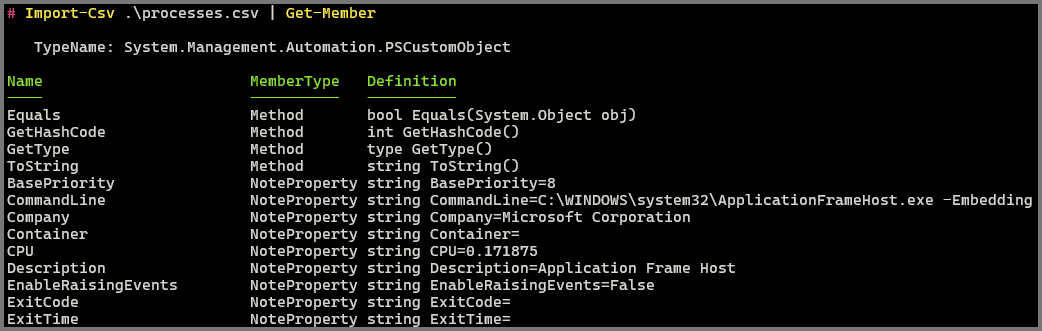 # Import-Csv .\processes.csv | Get-Member
TypeName: System.Management.Automation.PSCustomObject
Name MemberType Definition
---- ---------- ----------
Equals Method bool Equals(System.Object obj)
GetHashCode Method int GetHashCode()
GetType Method type GetType()
ToString Method string ToString()
BasePriority NoteProperty string BasePriority=8
CommandLine NoteProperty string CommandLine=C:\WINDOWS\system32\ApplicationFrameHost.exe -Embedding
Company NoteProperty string Company=Microsoft Corporation
Container NoteProperty string Container=
CPU NoteProperty string CPU=0.171875
Description NoteProperty string Description=Application Frame Host
EnableRaisingEvents NoteProperty string EnableRaisingEvents=False
ExitCode NoteProperty string ExitCode=
ExitTime NoteProperty string ExitTime=